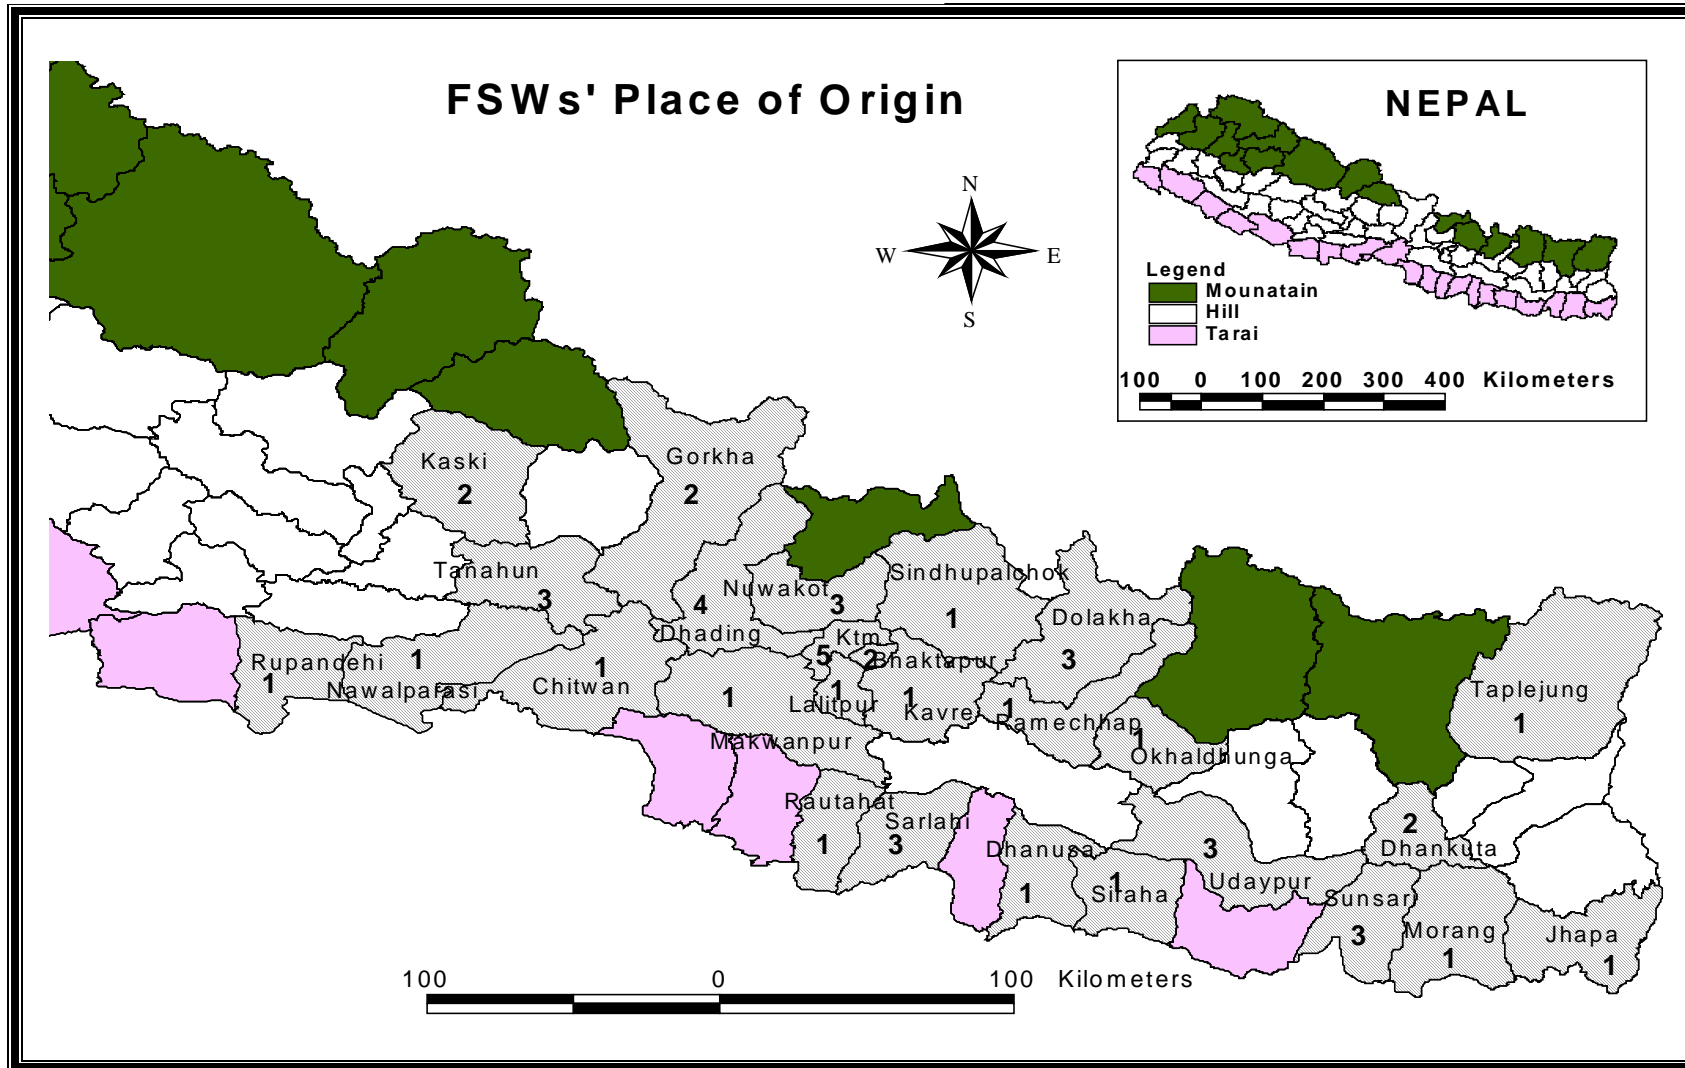 FSWs' Place of Origin
NEPAL
N
W
E
S
Legend
Mounatain
Hill
Tarai
100 0 100 200 300 400 Kilometers
Kaski
2
Gorkha
2
Tanahun
3
Nuwakot
3
Sindhupalchok
1
4
Dhading
Dolakha
3
Ktm
5
2
Bhaktapur
Rupandehi
1
1
Nawalparasi
1
Chitwan
1
Lalitpur
1
Kavre
1
Makwanpur
1
Ramechhap
1
Okhaldhunga
Taplejung
1
Rautahat
1
Sarlahi
3
Dhanusa
1
1
Siraha
3
Udaypur
2
Dhankuta
Sunsari
3
Morang
1
Jhapa
1
100 0 100 Kilometers